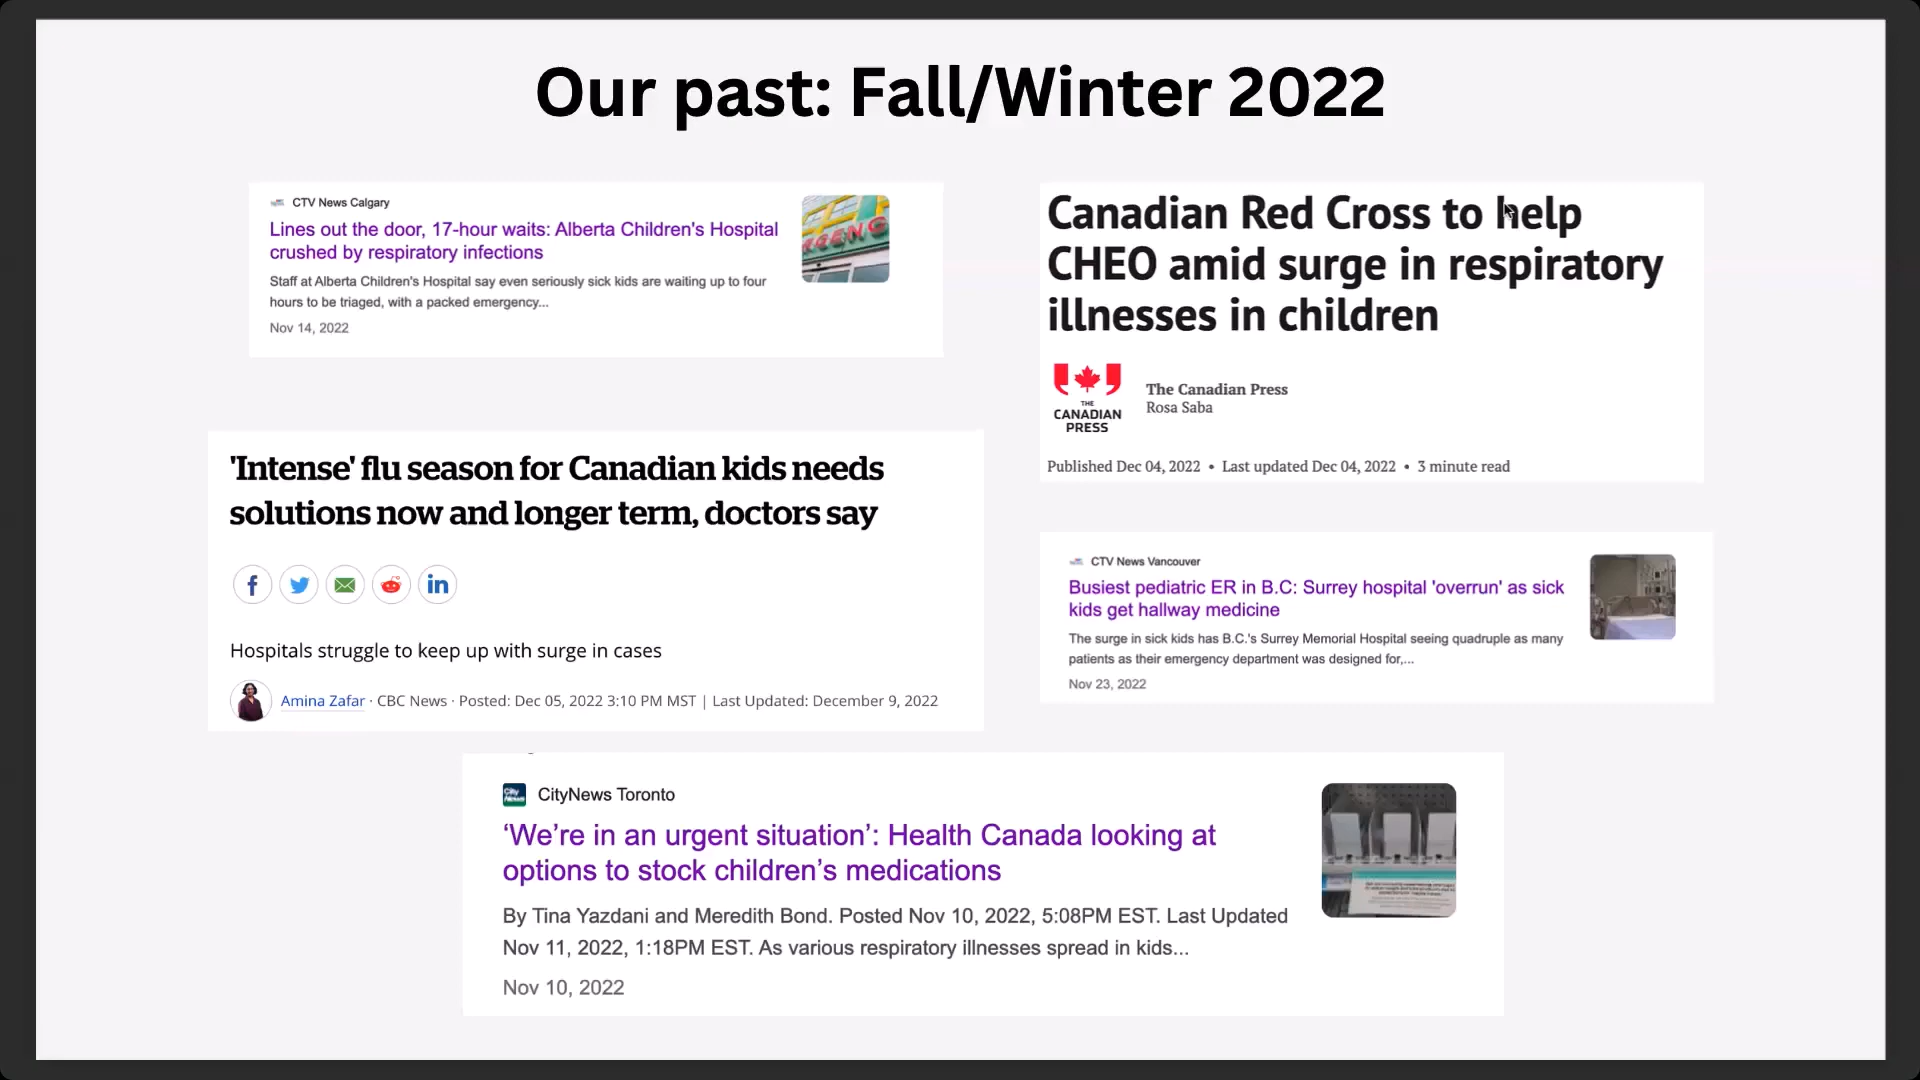 Our past: Fall/Winter 2022
CTV News Calgary
Lines out the door, 17-hour waits: Alberta Children's Hospital
crushed by respiratory infections
Staff at Alberta Children's Hospital say even seriously sick kids are waiting up to four
hours to be triaged, with a packed emergency...
Nov 14, 2022
Canadian Red Cross to help
CHEO amid surge in respiratory
illnesses in children
THE
CANADIAN
PRESS
The Canadian Press
Rosa Saba
Published Dec 04, 2022 • Last updated Dec 04, 2022 • 3 minute read
'Intense' flu season for Canadian kids needs
solutions now and longer term, doctors say
Hospitals struggle to keep up with surge in cases
Amina Zafar · CBC News · Posted: Dec 05, 2022 3:10 PM MST | Last Updated: December 9, 2022
CTV News Vancouver
Busiest pediatric ER in B.C: Surrey hospital 'overrun' as sick
kids get hallway medicine
The surge in sick kids has B.C.'s Surrey Memorial Hospital seeing quadruple as many
patients as their emergency department was designed for,...
Nov 23, 2022
CityNews Toronto
‘We’re in an urgent situation’: Health Canada looking at
options to stock children’s medications
By Tina Yazdani and Meredith Bond. Posted Nov 10, 2022, 5:08PM EST. Last Updated
Nov 11, 2022, 1:18PM EST. As various respiratory illnesses spread in kids...
Nov 10, 2022